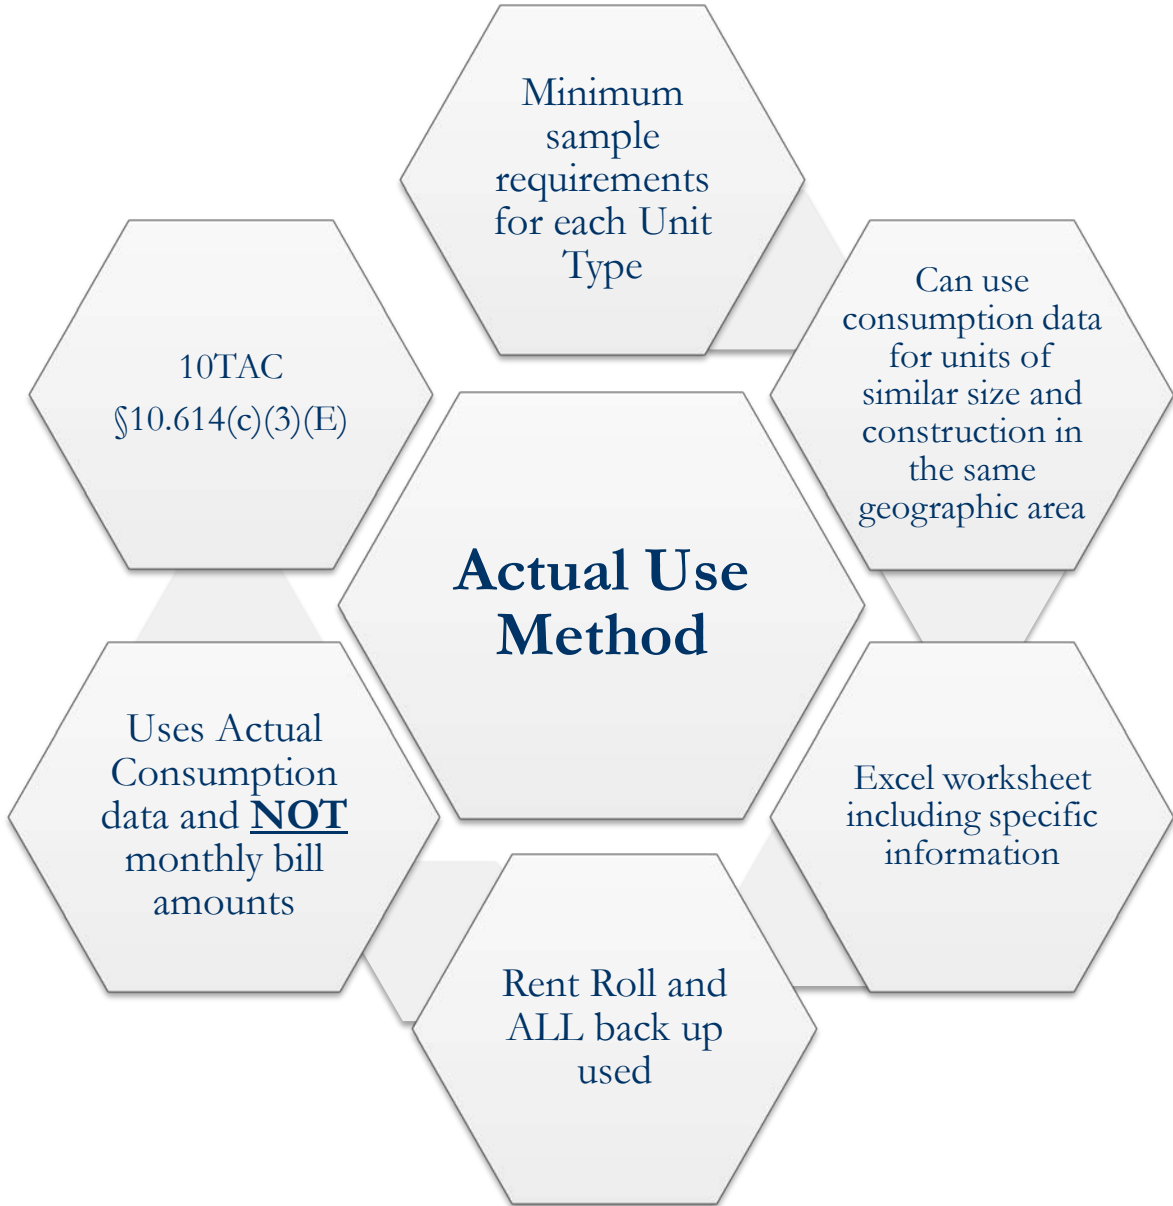 Minimum
sample
requirements
for each Unit
Type
Can use
consumption data
for units of
similar size and
construction in
the same
geographic area
10TAC
§10.614(c)(3)(E)
Actual Use
Method
Uses Actual
Consumption
data and NOT
monthly bill
amounts
Excel worksheet
including specific
information
Rent Roll and
ALL back up
used